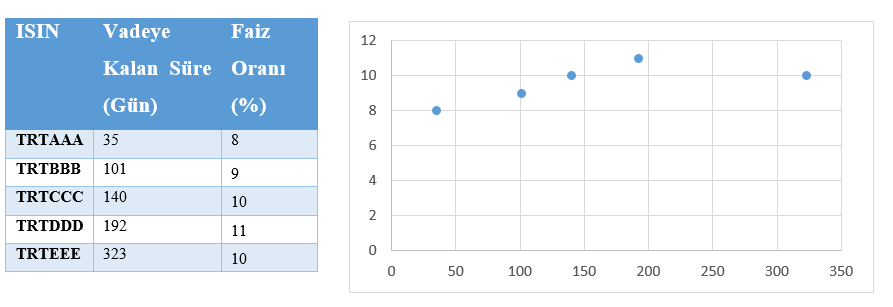 ISIN Vadeye Kalan Süre (Gün) Faiz Oranı (%)
TRTAAA 35 8
TRTBBB 101 9
TRTCCC 140 10
TRTDDD 192 11
TRTEEE 323 10
12
10
8
6
4
2
0
0 50 100 150 200 250 300 350